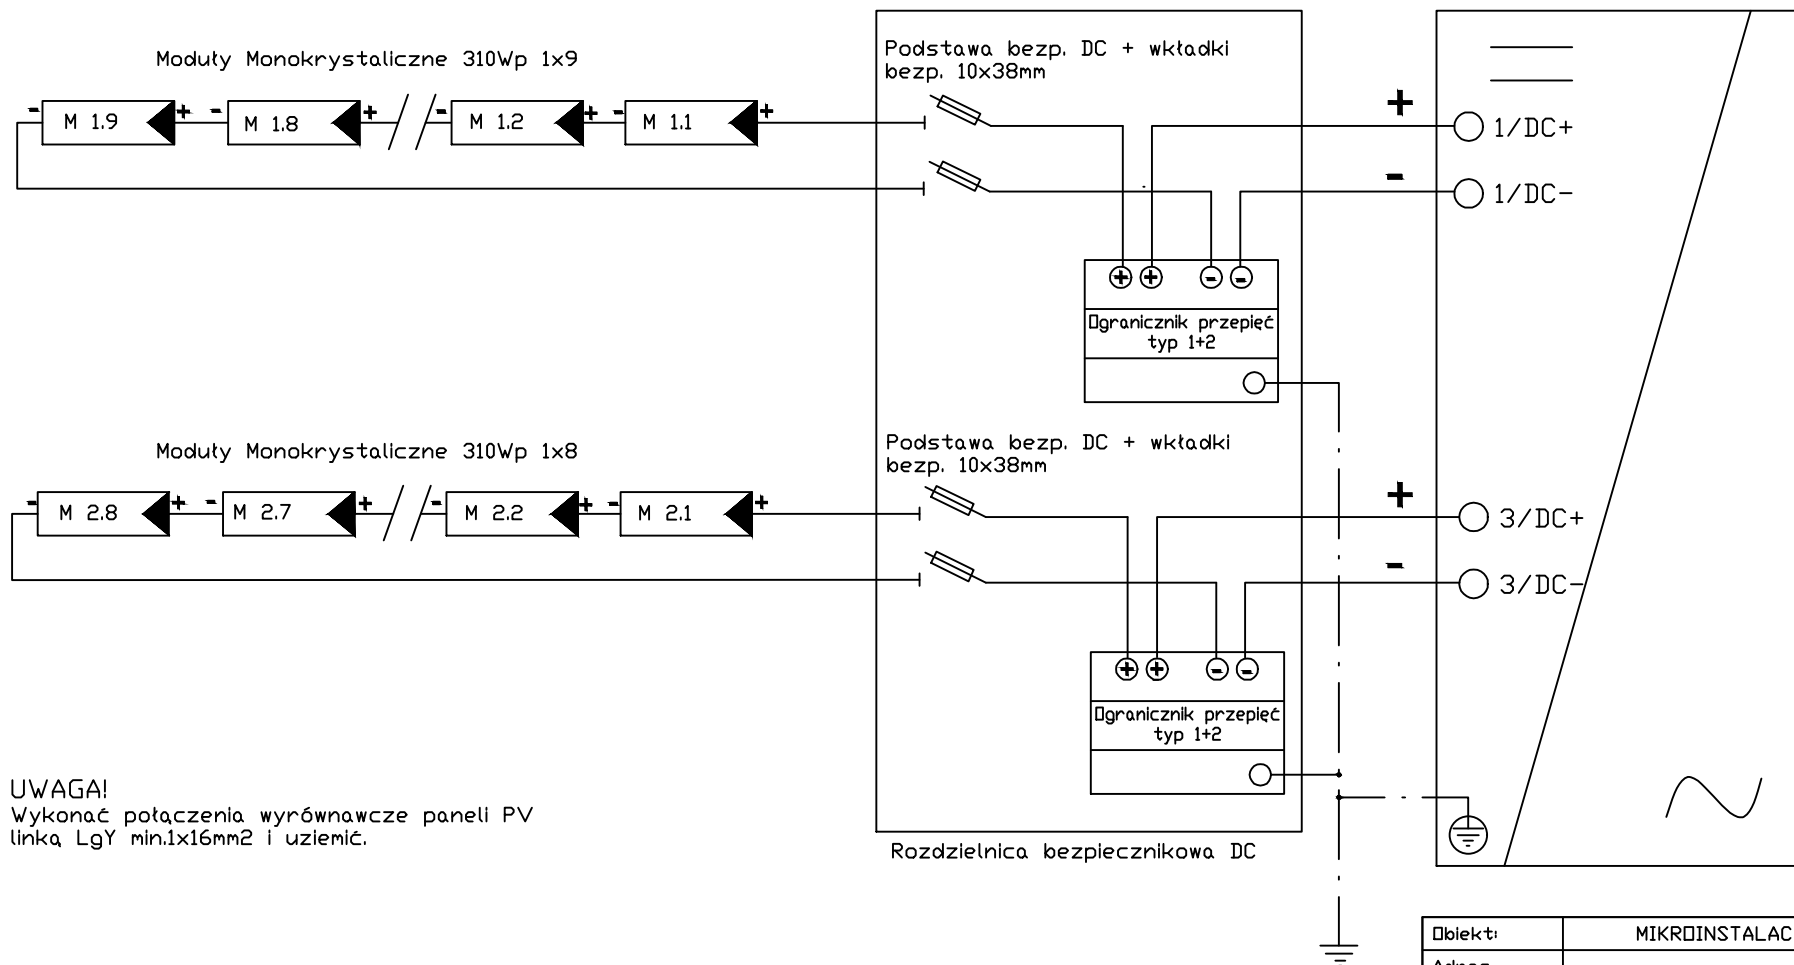 Moduły Monokrystaliczne 310Wp 1x9
- M 1.9 + - M 1.8 + - M 1.2 + - M 1.1 +
Podstawa bezp. DC + wkładki
bezp. 10x38mm
+
1/DC+
-
1/DC-
+ + - -
Ogranicznik przepięć
typ 1+2
Moduły Monokrystaliczne 310Wp 1x8
- M 2.8 + - M 2.7 + - M 2.2 + - M 2.1 +
Podstawa bezp. DC + wkładki
bezp. 10x38mm
+
3/DC+
-
3/DC-
+ + - -
Ogranicznik przepięć
typ 1+2
UWAGA!
Wykonać połączenia wyrównawcze paneli PV
linką LgY min.1x16mm2 i uziemić.
Rozdzielnica bezpiecznikowa DC
Obiekt: MIKROINSTALAC